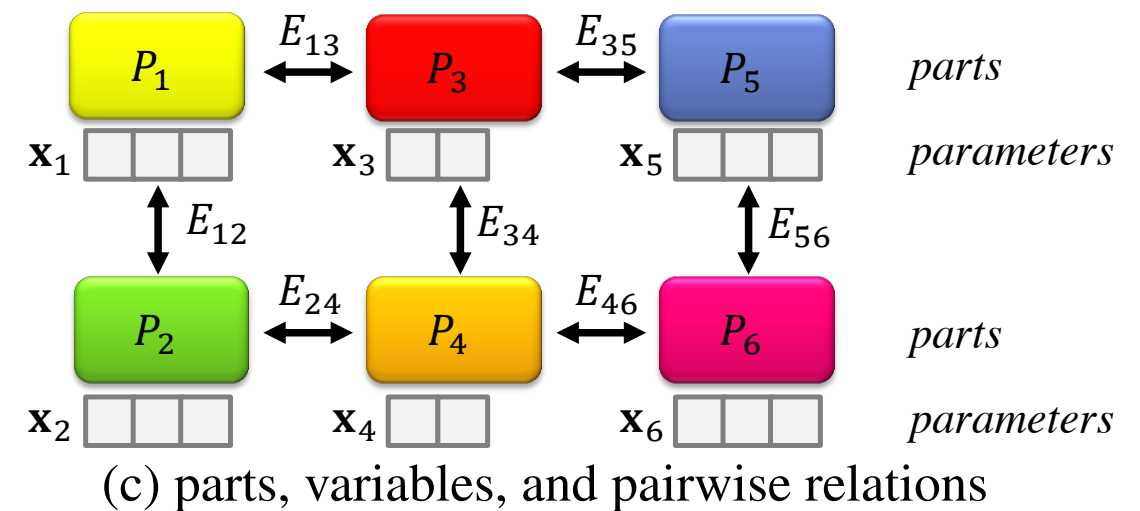 E₁₃ E₃₅
P₁ P₃ P₅ parts
x₁ x₃ x₅ parameters
E₁₂ E₃₄ E₅₆
E₂₄ E₄₆
P₂ P₄ P₆ parts
x₂ x₄ x₆ parameters
(c) parts, variables, and pairwise relations